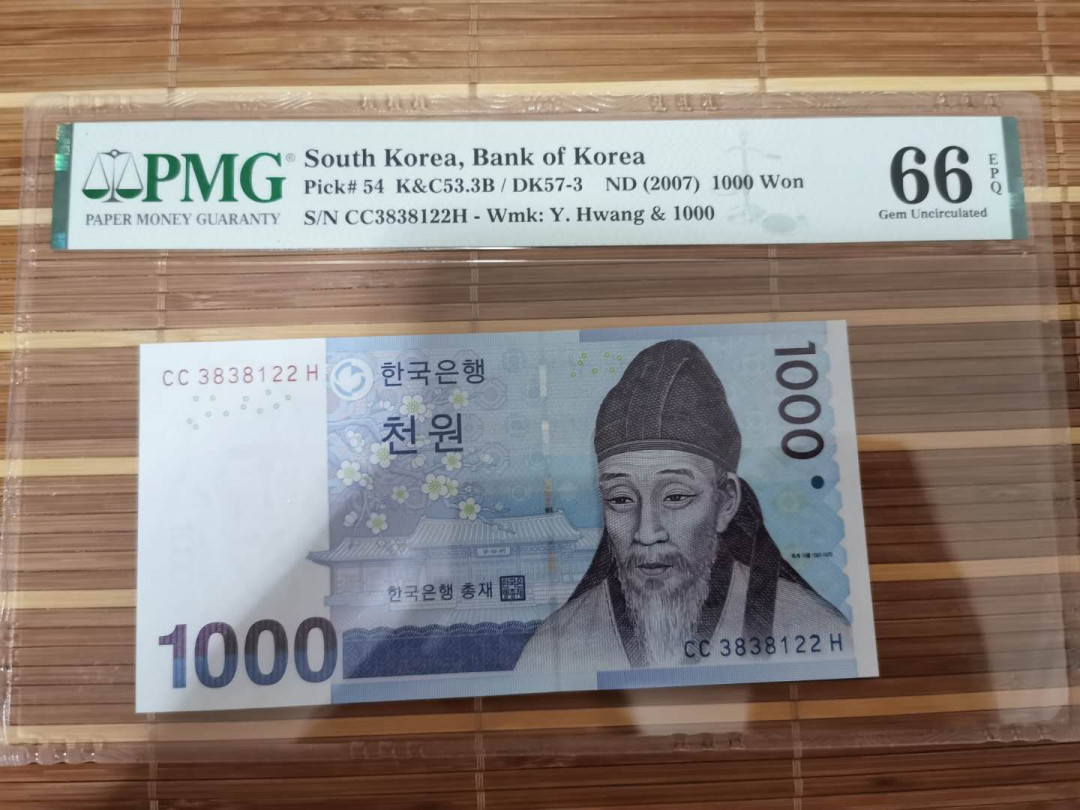 PMG®
PAPER MONEY GUARANTY
South Korea, Bank of Korea
Pick# 54 K&C53.3B / DK57-3 ND (2007) 1000 Won
S/N CC3838122H - Wmk: Y. Hwang & 1000
66
EPQ
Gem Uncirculated
CC 3838122 H
한국은행
천원
1000
한국은행 총재
1000
CC 3838122 H